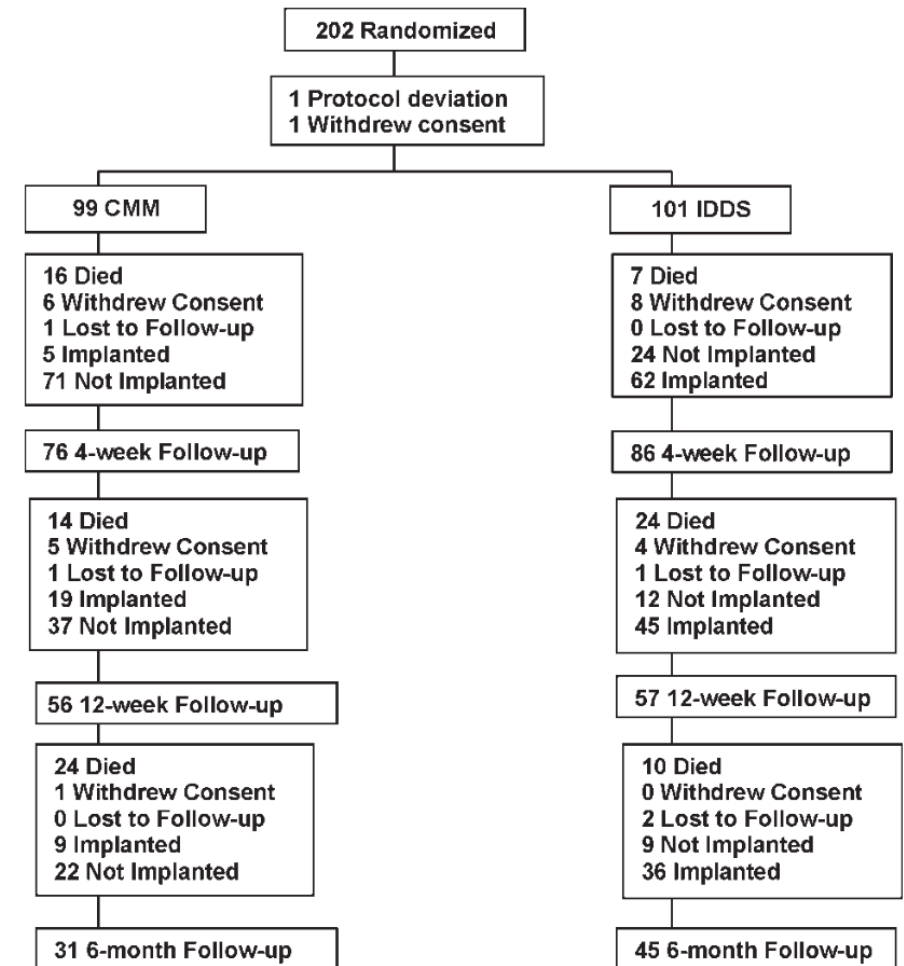 202 Randomized
1 Protocol deviation
1 Withdrew consent
99 CMM
101 IDDS
16 Died
6 Withdrew Consent
1 Lost to Follow-up
5 Implanted
71 Not Implanted
7 Died
8 Withdrew Consent
0 Lost to Follow-up
24 Not Implanted
62 Implanted
76 4-week Follow-up
86 4-week Follow-up
14 Died
5 Withdrew Consent
1 Lost to Follow-up
19 Implanted
37 Not Implanted
24 Died
4 Withdrew Consent
1 Lost to Follow-up
12 Not Implanted
45 Implanted
56 12-week Follow-up
57 12-week Follow-up
24 Died
1 Withdrew Consent
0 Lost to Follow-up
9 Implanted
22 Not Implanted
10 Died
0 Withdrew Consent
2 Lost to Follow-up
9 Not Implanted
36 Implanted
31 6-month Follow-up
45 6-month Follow-up